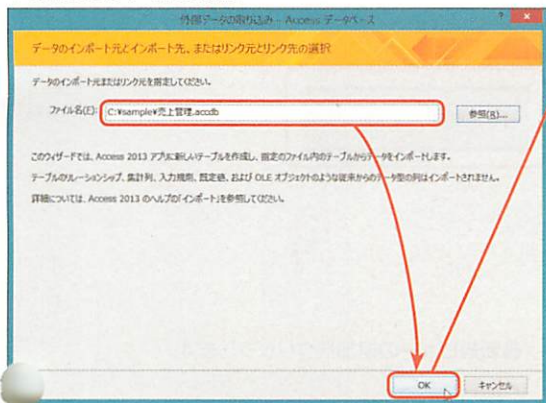 外部データの取り込み - Access データベース
データのインポート元とインポート先、またはリンク元とリンク先の選択
データのインポート元またはリンク元を指定してください。
ファイル名(F): C:¥sample¥売上管理.accdb 参照(R)...
このウィザードでは、Access 2013 アプリに新しいテーブルを作成し、指定のファイル内のテーブルからデータをインポートします。
テーブルのリレーションシップ、集計列、入力規則、既定値、および OLE オブジェクトのような従来からのデータ型の列はインポートされません。
詳細については、Access 2013 のヘルプの「インポート」を参照してください。
OK キャンセル